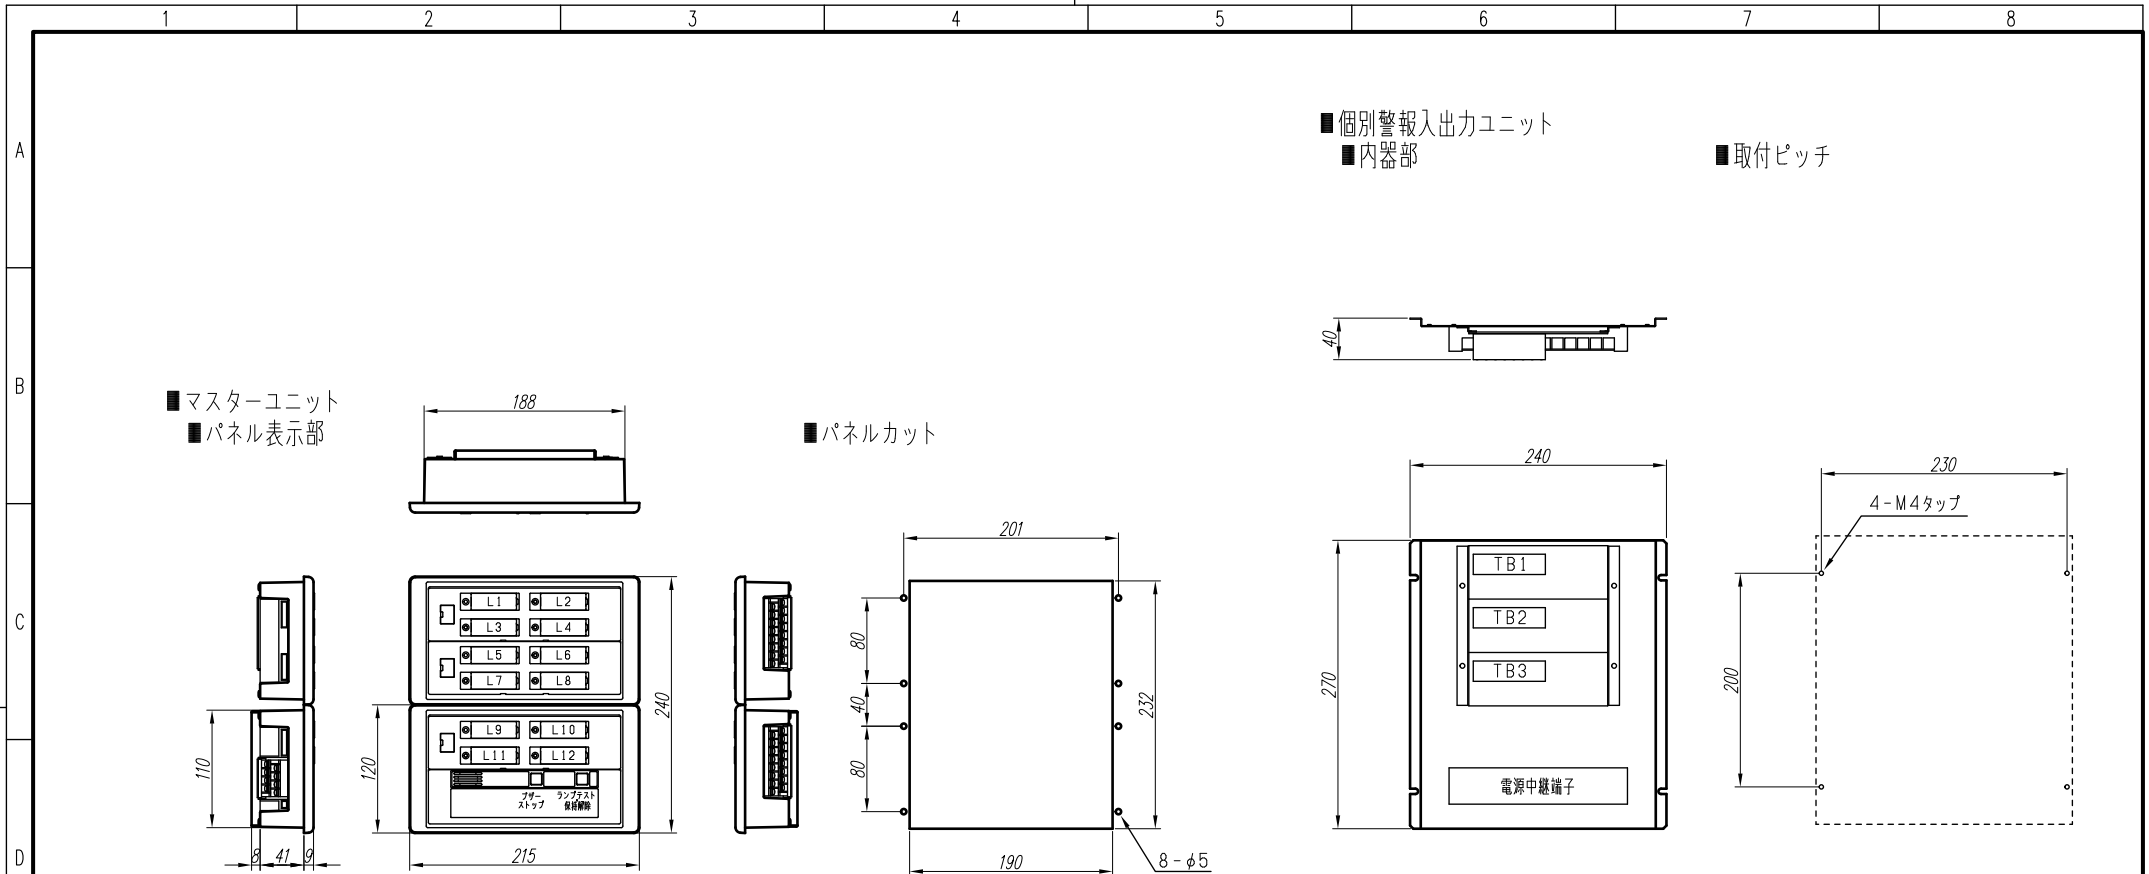 1 2 3 4 5 6 7 8
A
B
C
D
■個別警報入出力ユニット
■内器部
■取付ピッチ
40
■マスターユニット
■パネル表示部
188
■パネルカット
240
230
4-M4タップ
201
TB1
TB2
TB3
L1 L2
L3 L4
L5 L6
L7 L8
L9 L10
L11 L12
ブザー
ストップ
ランプテスト
保持解除
240
120
110
8 41 9
215
80
40
80
232
190
8-φ5
270
電源中継端子
200